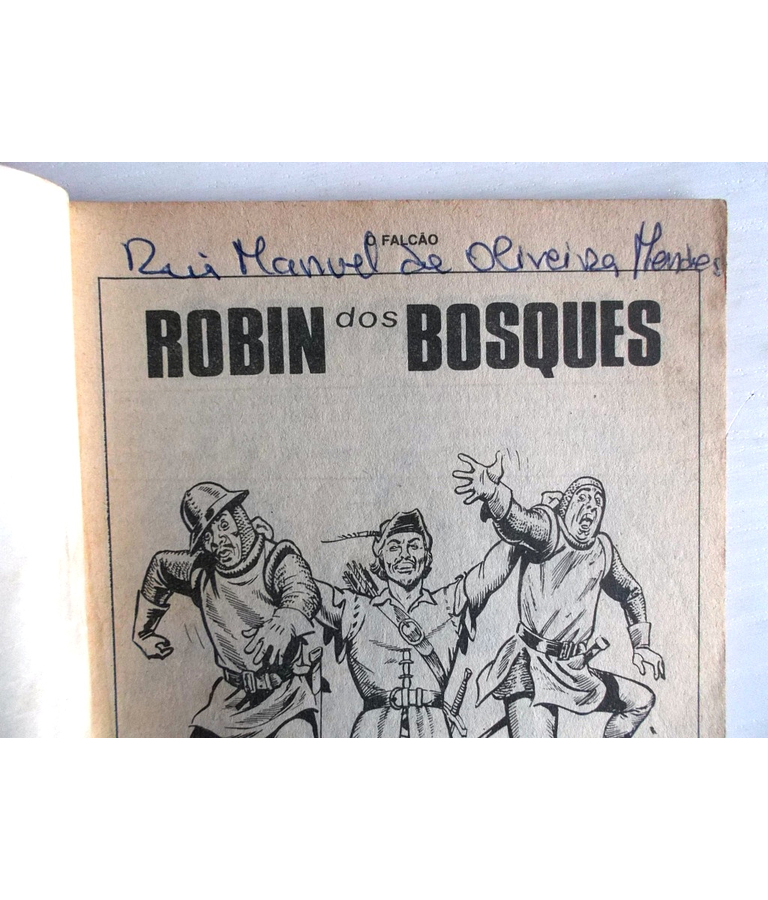 O FALCÃO
Rui Manuel de Oliveira Mendes
ROBIN dos BOSQUES